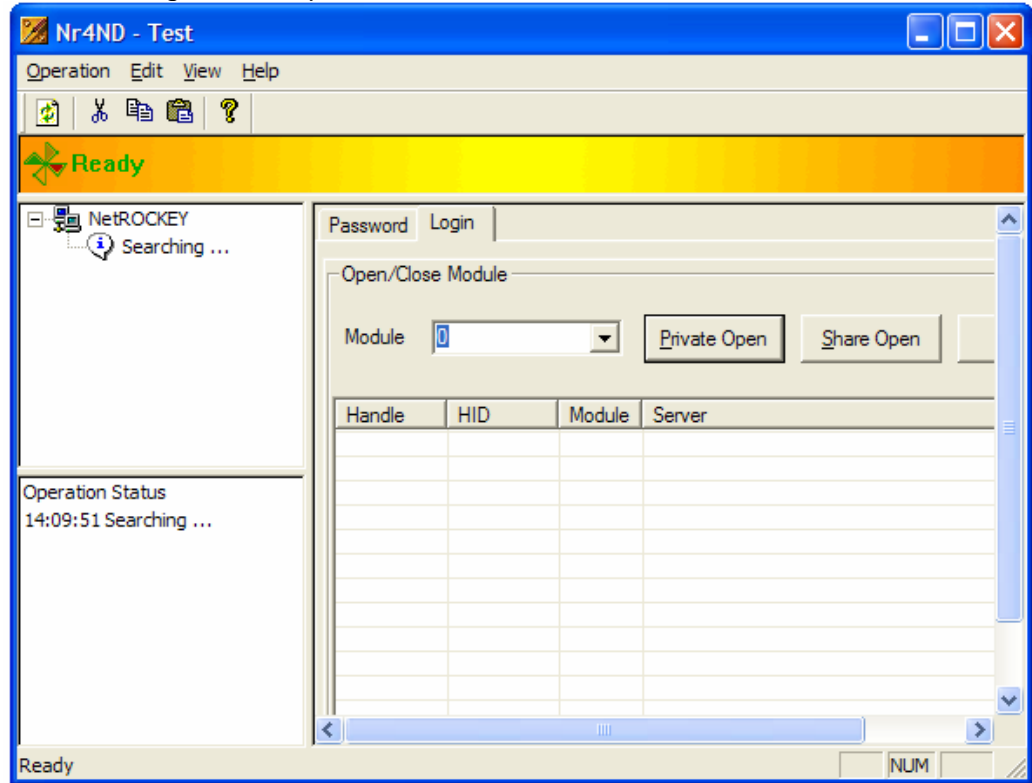 Nr4ND - Test
Operation Edit View Help
Ready
NetROCKEY
Searching ...
Operation Status
14:09:51 Searching ...
Password Login
Open/Close Module
Module 0 Private Open Share Open
Handle HID Module Server
Ready NUM